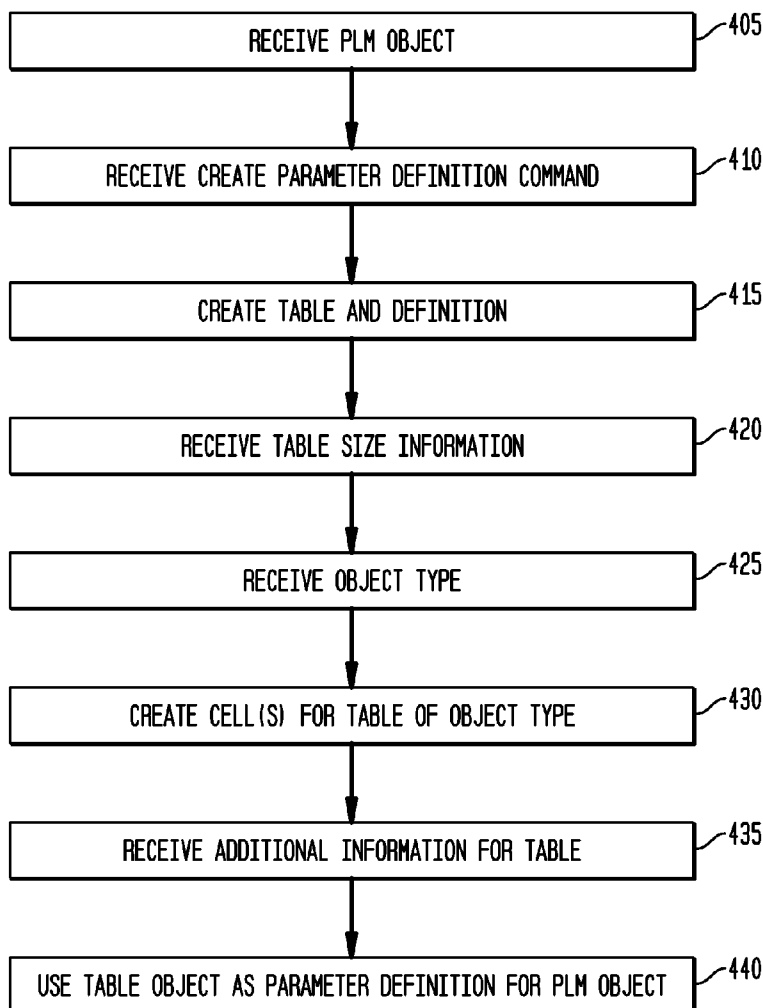 RECEIVE PLM OBJECT
405
RECEIVE CREATE PARAMETER DEFINITION COMMAND
410
CREATE TABLE AND DEFINITION
415
RECEIVE TABLE SIZE INFORMATION
420
RECEIVE OBJECT TYPE
425
CREATE CELL(S) FOR TABLE OF OBJECT TYPE
430
RECEIVE ADDITIONAL INFORMATION FOR TABLE
435
USE TABLE OBJECT AS PARAMETER DEFINITION FOR PLM OBJECT
440